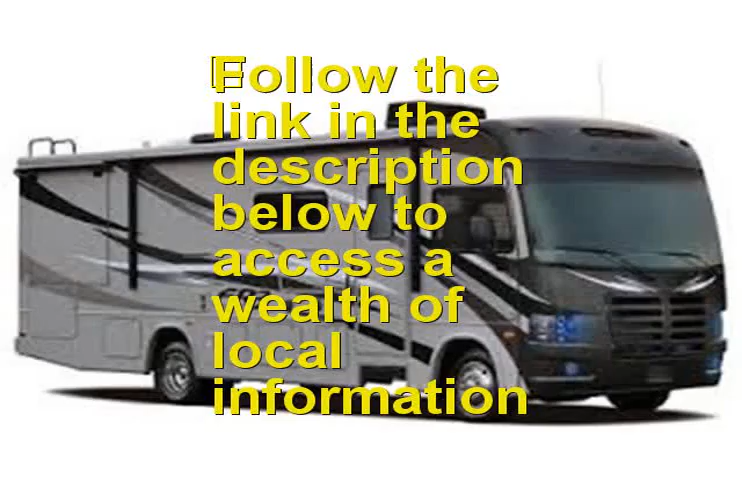 Follow the
link in the
description
below to
access a
wealth of
local
information